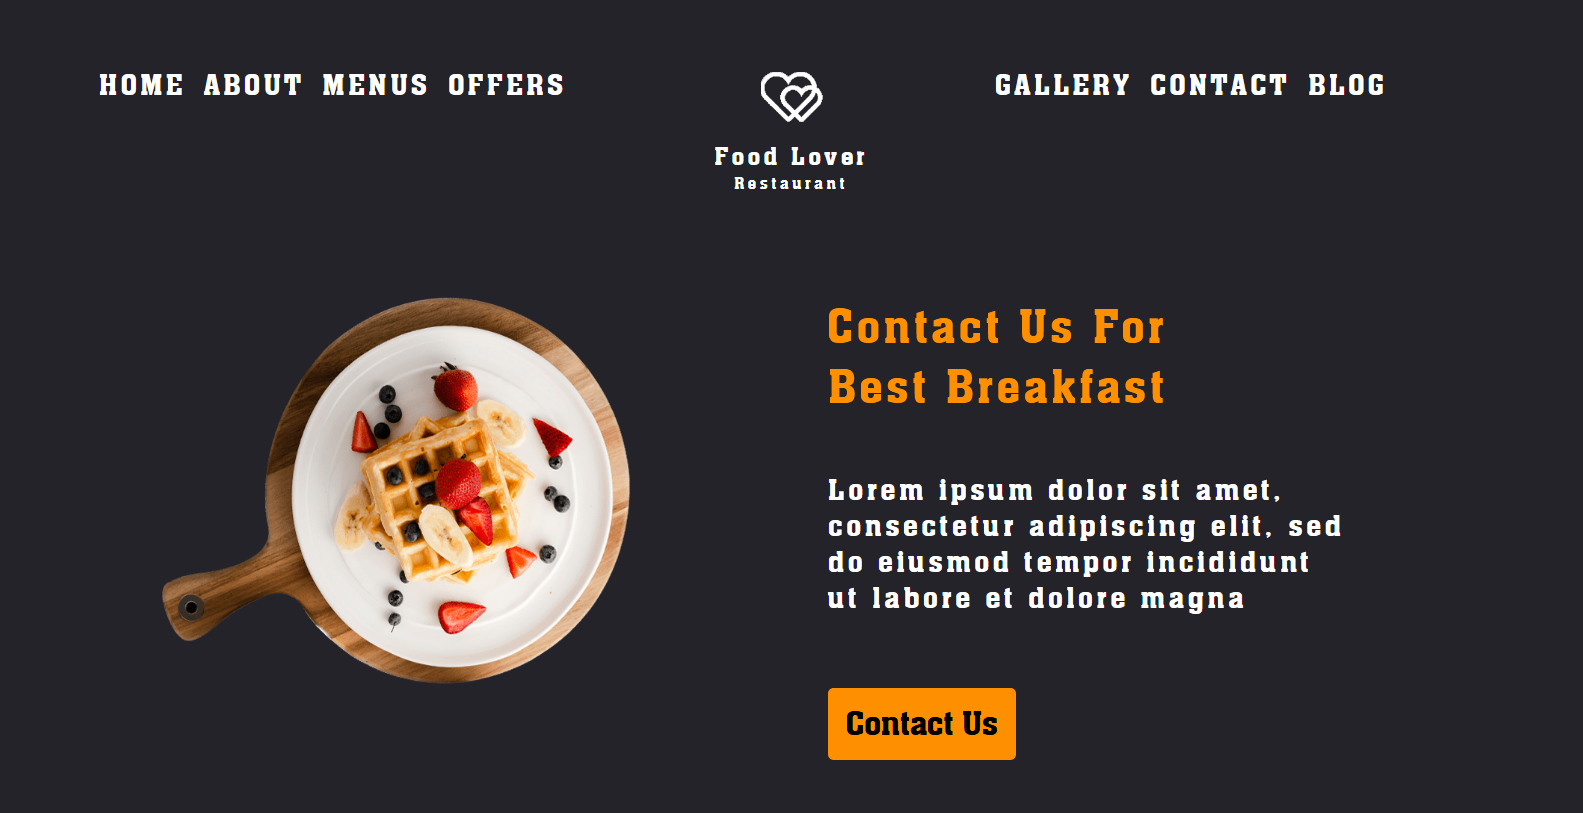 HOME ABOUT MENUS OFFERS
GALLERY CONTACT BLOG
Food Lover
Restaurant
Contact Us For
Best Breakfast
Lorem ipsum dolor sit amet,
consectetur adipiscing elit, sed
do eiusmod tempor incididunt
ut labore et dolore magna
Contact Us